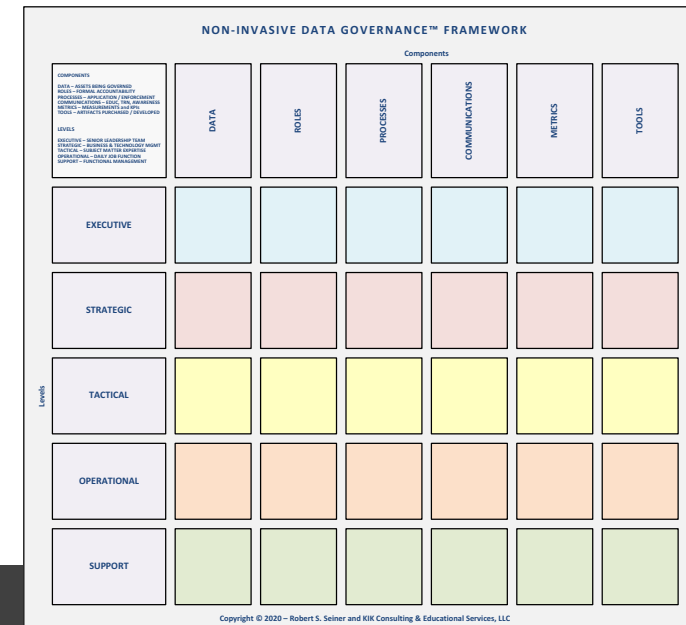 NON-INVASIVE DATA GOVERNANCE™ FRAMEWORK
Components
COMPONENTS
DATA – ASSETS BEING GOVERNED
ROLES – FORMAL ACCOUNTABILITY
PROCESSES – APPLICATION / ENFORCEMENT
COMMUNICATIONS – EDUC, TRN, AWARENESS
METRICS – MEASUREMENTS and KPIs
TOOLS – ARTIFACTS PURCHASED / DEVELOPED
LEVELS
EXECUTIVE – SENIOR LEADERSHIP TEAM
STRATEGIC – BUSINESS & TECHNOLOGY MGMT
TACTICAL – SUBJECT MATTER EXPERTISE
OPERATIONAL – DAILY JOB FUNCTION
SUPPORT – FUNCTIONAL MANAGEMENT
DATA
ROLES
PROCESSES
COMMUNICATIONS
METRICS
TOOLS
Levels
EXECUTIVE
STRATEGIC
TACTICAL
OPERATIONAL
SUPPORT
Copyright © 2020 – Robert S. Seiner and KIK Consulting & Educational Services, LLC